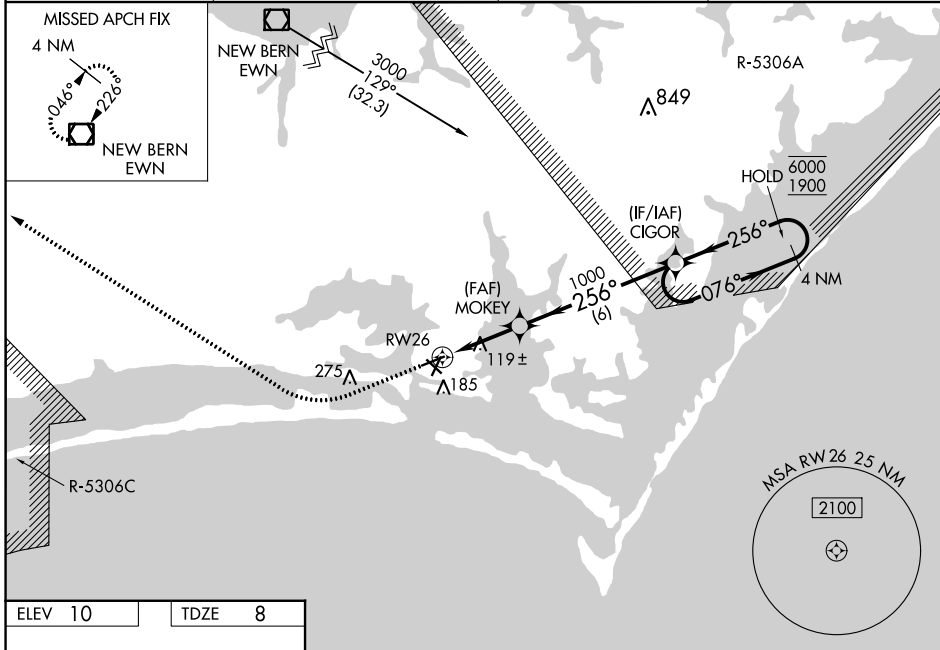 MISSED APCH FIX
4 NM
046°
226°
NEW BERN
EWN
NEW BERN
EWN
3000
129°
(32.3)
R-5306A
849
HOLD
6000
1900
(IF/IAF)
CIGOR
256°
076°
4 NM
1000
256°
(6)
(FAF)
MOKEY
RW26
119±
275
185
R-5306C
MSA RW26 25 NM
2100
ELEV 10
TDZE 8